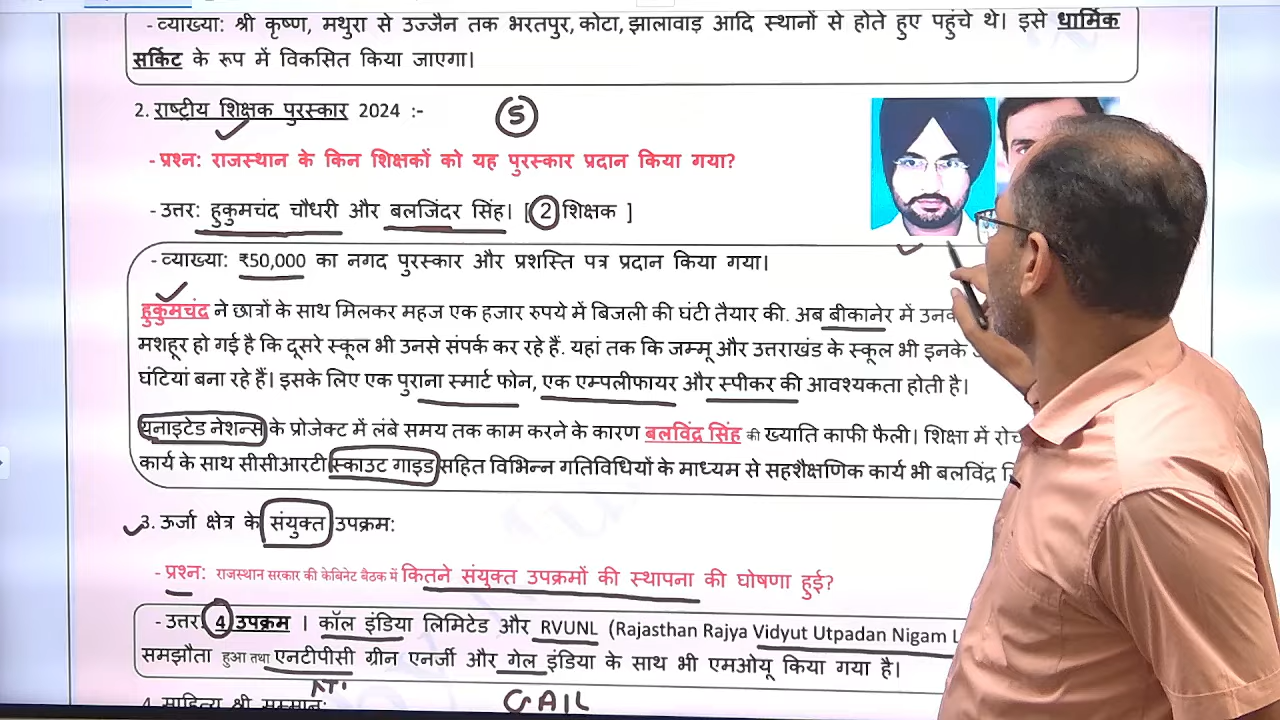 - व्याख्या: श्री कृष्ण, मथुरा से उज्जैन तक भरतपुर, कोटा, झालावाड़ आदि स्थानों से होते हुए पहुंचे थे। इसे धार्मिक
सर्किट के रूप में विकसित किया जाएगा।
2. राष्ट्रीय शिक्षक पुरस्कार 2024 :- 5
- प्रश्न: राजस्थान के किन शिक्षकों को यह पुरस्कार प्रदान किया गया?
- उत्तर: हुकुमचंद चौधरी और बलजिंदर सिंह। [ 2 शिक्षक ]
- व्याख्या: ₹50,000 का नगद पुरस्कार और प्रशस्ति पत्र प्रदान किया गया।
हुकुमचंद ने छात्रों के साथ मिलकर महज एक हजार रुपये में बिजली की घंटी तैयार की. अब बीकानेर में
मशहूर हो गई है कि दूसरे स्कूल भी उनसे संपर्क कर रहे हैं. यहां तक कि जम्मू और उत्तराखंड के स्कूल भी इनके
घंटियां बना रहे हैं। इसके लिए एक पुराना स्मार्ट फोन, एक एम्पलीफायर और स्पीकर की आवश्यकता होती है।
यूनाइटेड नेशन्स के प्रोजेक्ट में लंबे समय तक काम करने के कारण बलविंद्र सिंह की ख्याति काफी फैली। शिक्षा में
कार्य के साथ सीसीआरटी स्काउट गाइड सहित विभिन्न गतिविधियों के माध्यम से सहशैक्षणिक कार्य भी बलविंद्र
3. ऊर्जा क्षेत्र के संयुक्त उपक्रम:
- प्रश्न: राजस्थान सरकार की केबिनेट बैठक में कितने संयुक्त उपक्रमों की स्थापना की घोषणा हुई?
- उत्तर: 4 उपक्रम । कॉल इंडिया लिमिटेड और RVUNL (Rajasthan Rajya Vidyut Utpadan Nigam
समझौता हुआ तथा एनटीपीसी ग्रीन एनर्जी और गेल इंडिया के साथ भी एमओयू किया गया है।
GAIL
4. साहित्य श्री सम्मान: